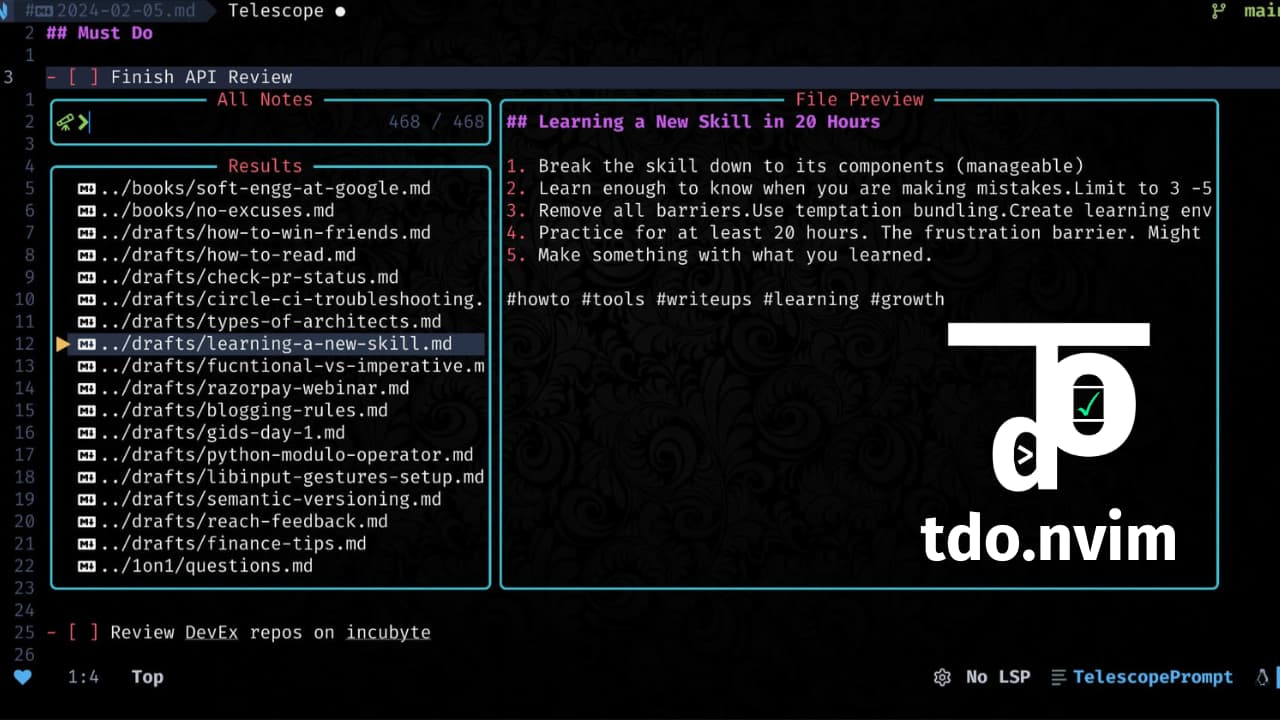 #2024-02-05.md Telescope ●
2 ## Must Do
1
3 - [ ] Finish API Review
1 All Notes File Preview
2 468 / 468 ## Learning a New Skill in 20 Hours
3
4 Results 1. Break the skill down to its components (manageable)
5 ../books/soft-engg-at-google.md 2. Learn enough to know when you are making mistakes.Limit to 3 -5
6 ../books/no-excuses.md 3. Remove all barriers.Use temptation bundling.Create learning env
7 ../drafts/how-to-win-friends.md 4. Practice for at least 20 hours. The frustration barrier. Might
8 ../drafts/how-to-read.md 5. Make something with what you learned.
9 ../drafts/check-pr-status.md
10 ../drafts/circle-ci-troubleshooting. #howto #tools #writeups #learning #growth
11 ../drafts/types-of-architects.md
12 ../drafts/learning-a-new-skill.md
13 ../drafts/fucntional-vs-imperative.m
14 ../drafts/razorpay-webinar.md
15 ../drafts/blogging-rules.md
16 ../drafts/gids-day-1.md
17 ../drafts/python-modulo-operator.md
18 ../drafts/libinput-gestures-setup.md
19 ../drafts/semantic-versioning.md
20 ../drafts/reach-feedback.md
21 ../drafts/finance-tips.md
22 ../1on1/questions.md
23
24
25 - [ ] Review DevEx repos on incubyte
26
1:4 Top No LSP TelescopePrompt
main
TDO
tdo.nvim